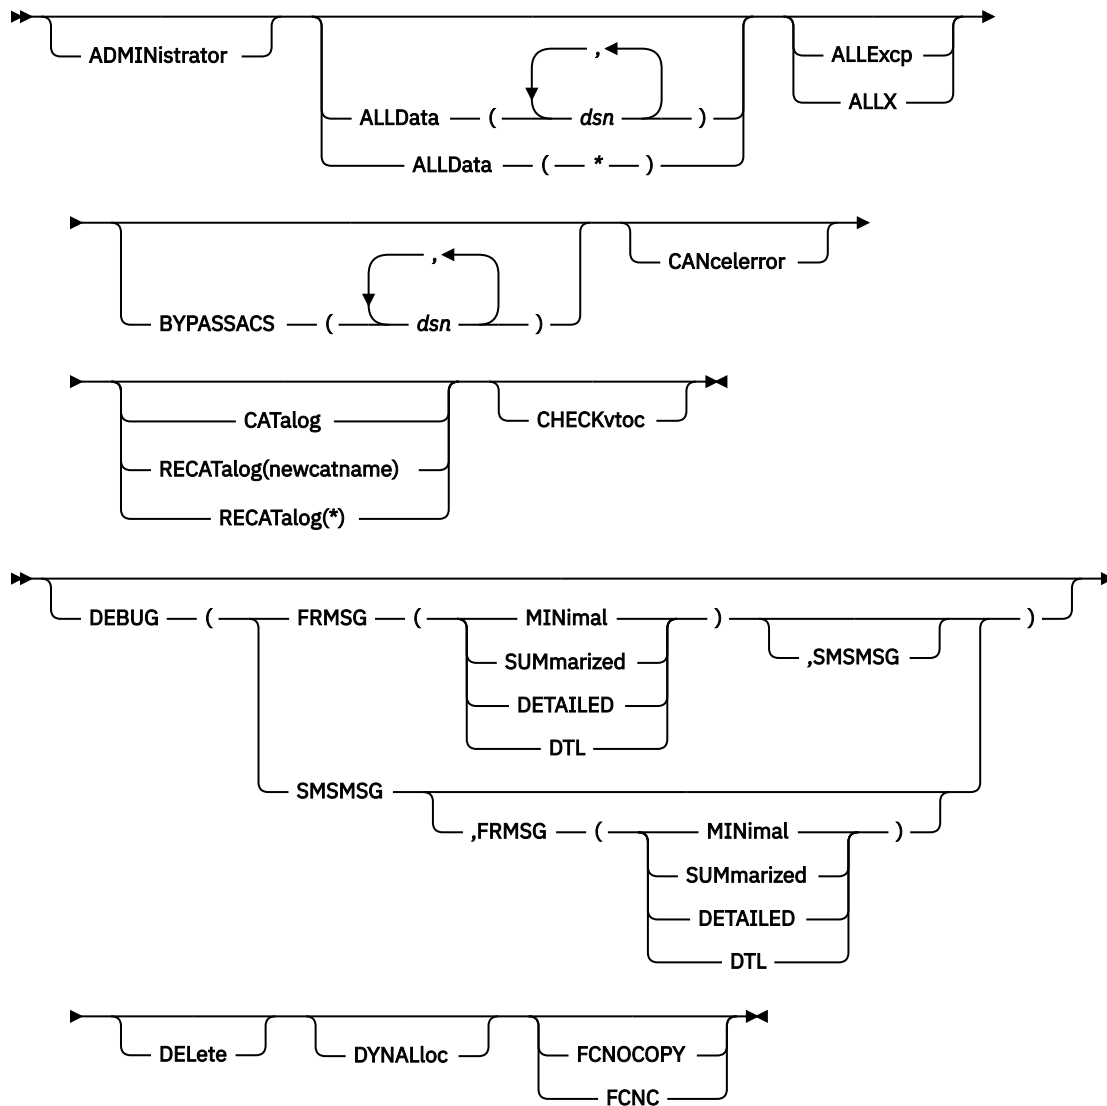 ADMINistrator
ALLData ( dsn , )
ALLData ( * )
ALLExcp
ALLX
BYPASSACS ( dsn , )
CANcelerror
CATalog
RECATalog(newcatname)
RECATalog(*)
CHECKvtoc
DEBUG ( FRMSG ( MINimal )
SUMmarized
DETAILED
DTL
,SMSMSG
)
SMSMSG
,FRMSG ( MINimal )
SUMmarized
DETAILED
DTL
DELete
DYNALloc
FCNOCOPY
FCNC